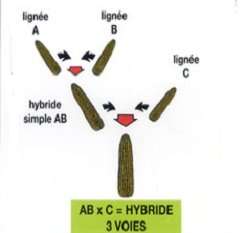 lignée
A
lignée
B
lignée
C
hybride
simple AB
AB x C = HYBRIDE
3 VOIES